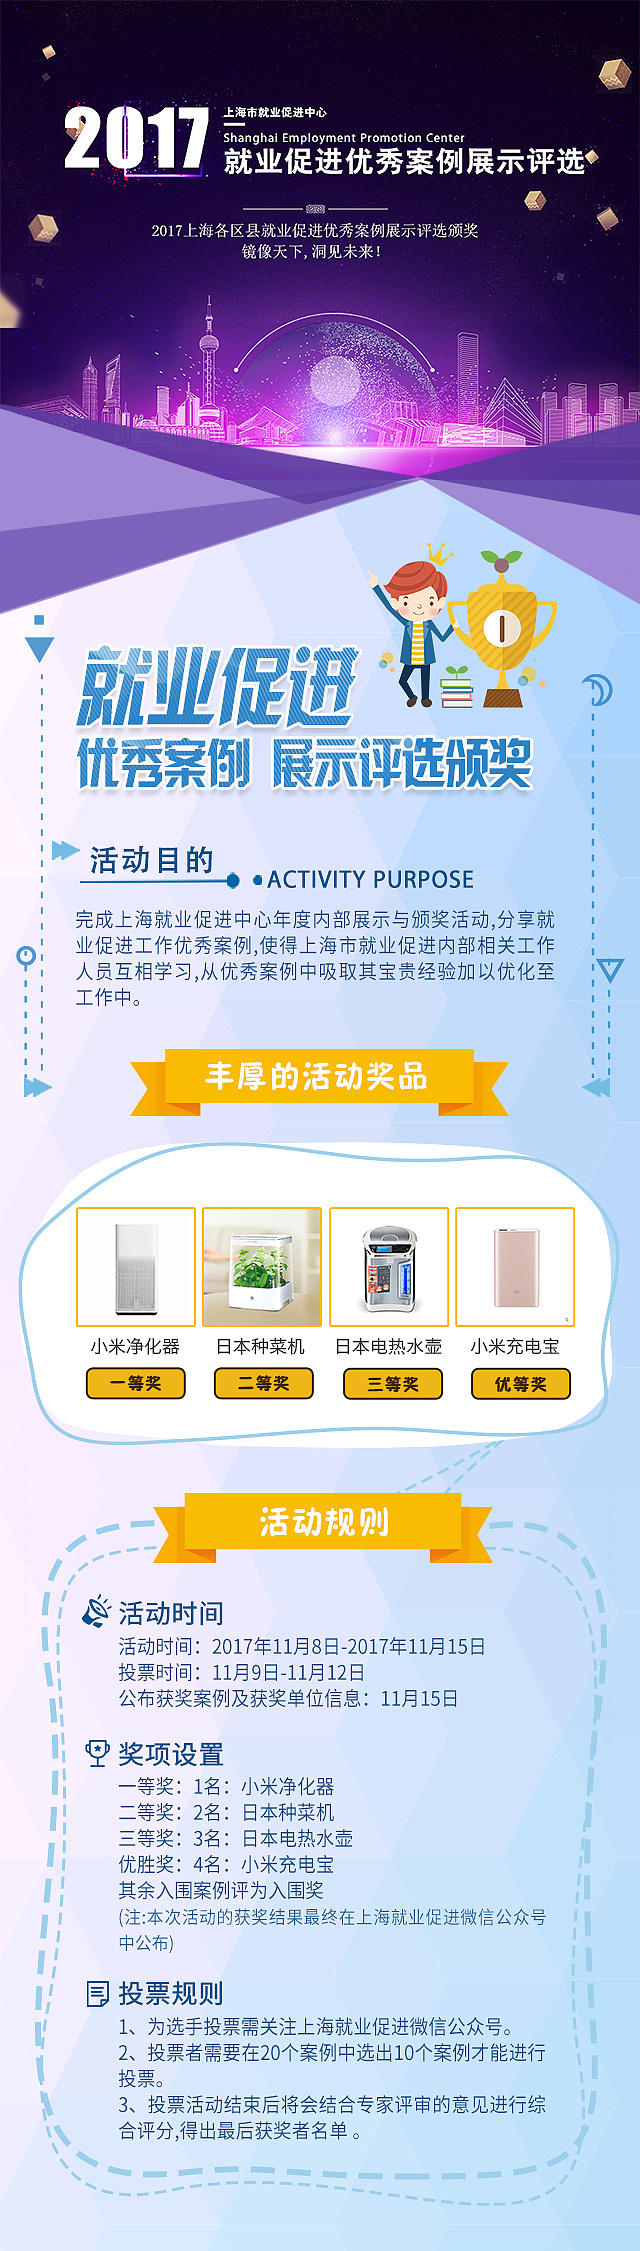 2017
上海市就业促进中心
Shanghai Employment Promotion Center
就业促进优秀案例展示评选
2017上海各区县就业促进优秀案例展示评选颁奖
镜像天下,洞见未来!
1
就业促进
优秀案例 展示评选颁奖
活动目的
ACTIVITY PURPOSE
完成上海就业促进中心年度内部展示与颁奖活动,分享就
业促进工作优秀案例,使得上海市就业促进内部相关工作
人员互相学习,从优秀案例中吸取其宝贵经验加以优化至
工作中。
丰厚的活动奖品
小米净化器
日本种菜机
日本电热水壶
小米充电宝
一等奖
二等奖
三等奖
优等奖
活动规则
活动时间
活动时间：2017年11月8日-2017年11月15日
投票时间：11月9日-11月12日
公布获奖案例及获奖单位信息：11月15日
奖项设置
一等奖：1名：小米净化器
二等奖：2名：日本种菜机
三等奖：3名：日本电热水壶
优胜奖：4名：小米充电宝
其余入围案例评为入围奖
(注:本次活动的获奖结果最终在上海就业促进微信公众号
中公布)
投票规则
1、为选手投票需关注上海就业促进微信公众号。
2、投票者需要在20个案例中选出10个案例才能进行
投票。
3、投票活动结束后将会结合专家评审的意见进行综
合评分,得出最后获奖者名单 。